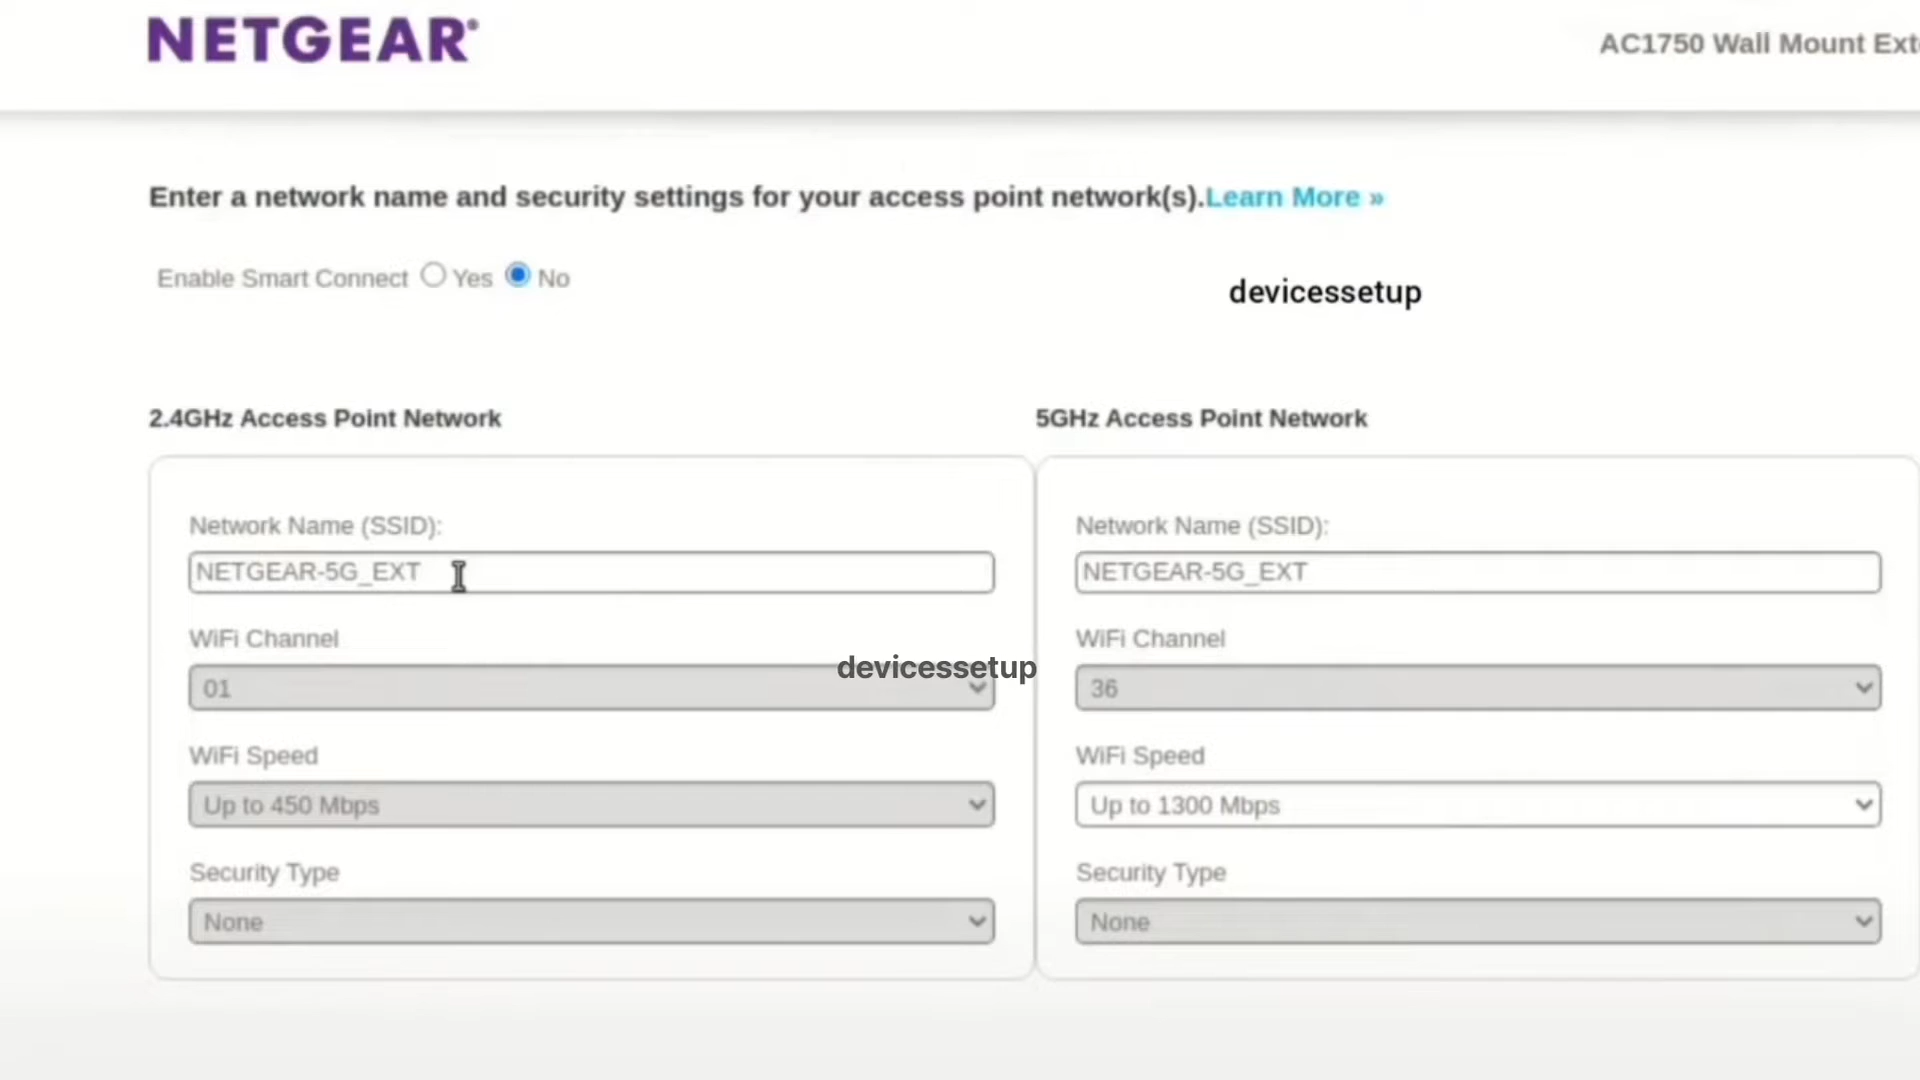 NETGEAR®
AC1750 Wall Mount
Enter a network name and security settings for your access point network(s).Learn More »
Enable Smart Connect Yes No
devicessetup
2.4GHz Access Point Network
5GHz Access Point Network
Network Name (SSID):
Network Name (SSID):
NETGEAR-5G_EXT
NETGEAR-5G_EXT
WiFi Channel
WiFi Channel
devicessetup
01
36
WiFi Speed
WiFi Speed
Up to 450 Mbps
Up to 1300 Mbps
Security Type
Security Type
None
None